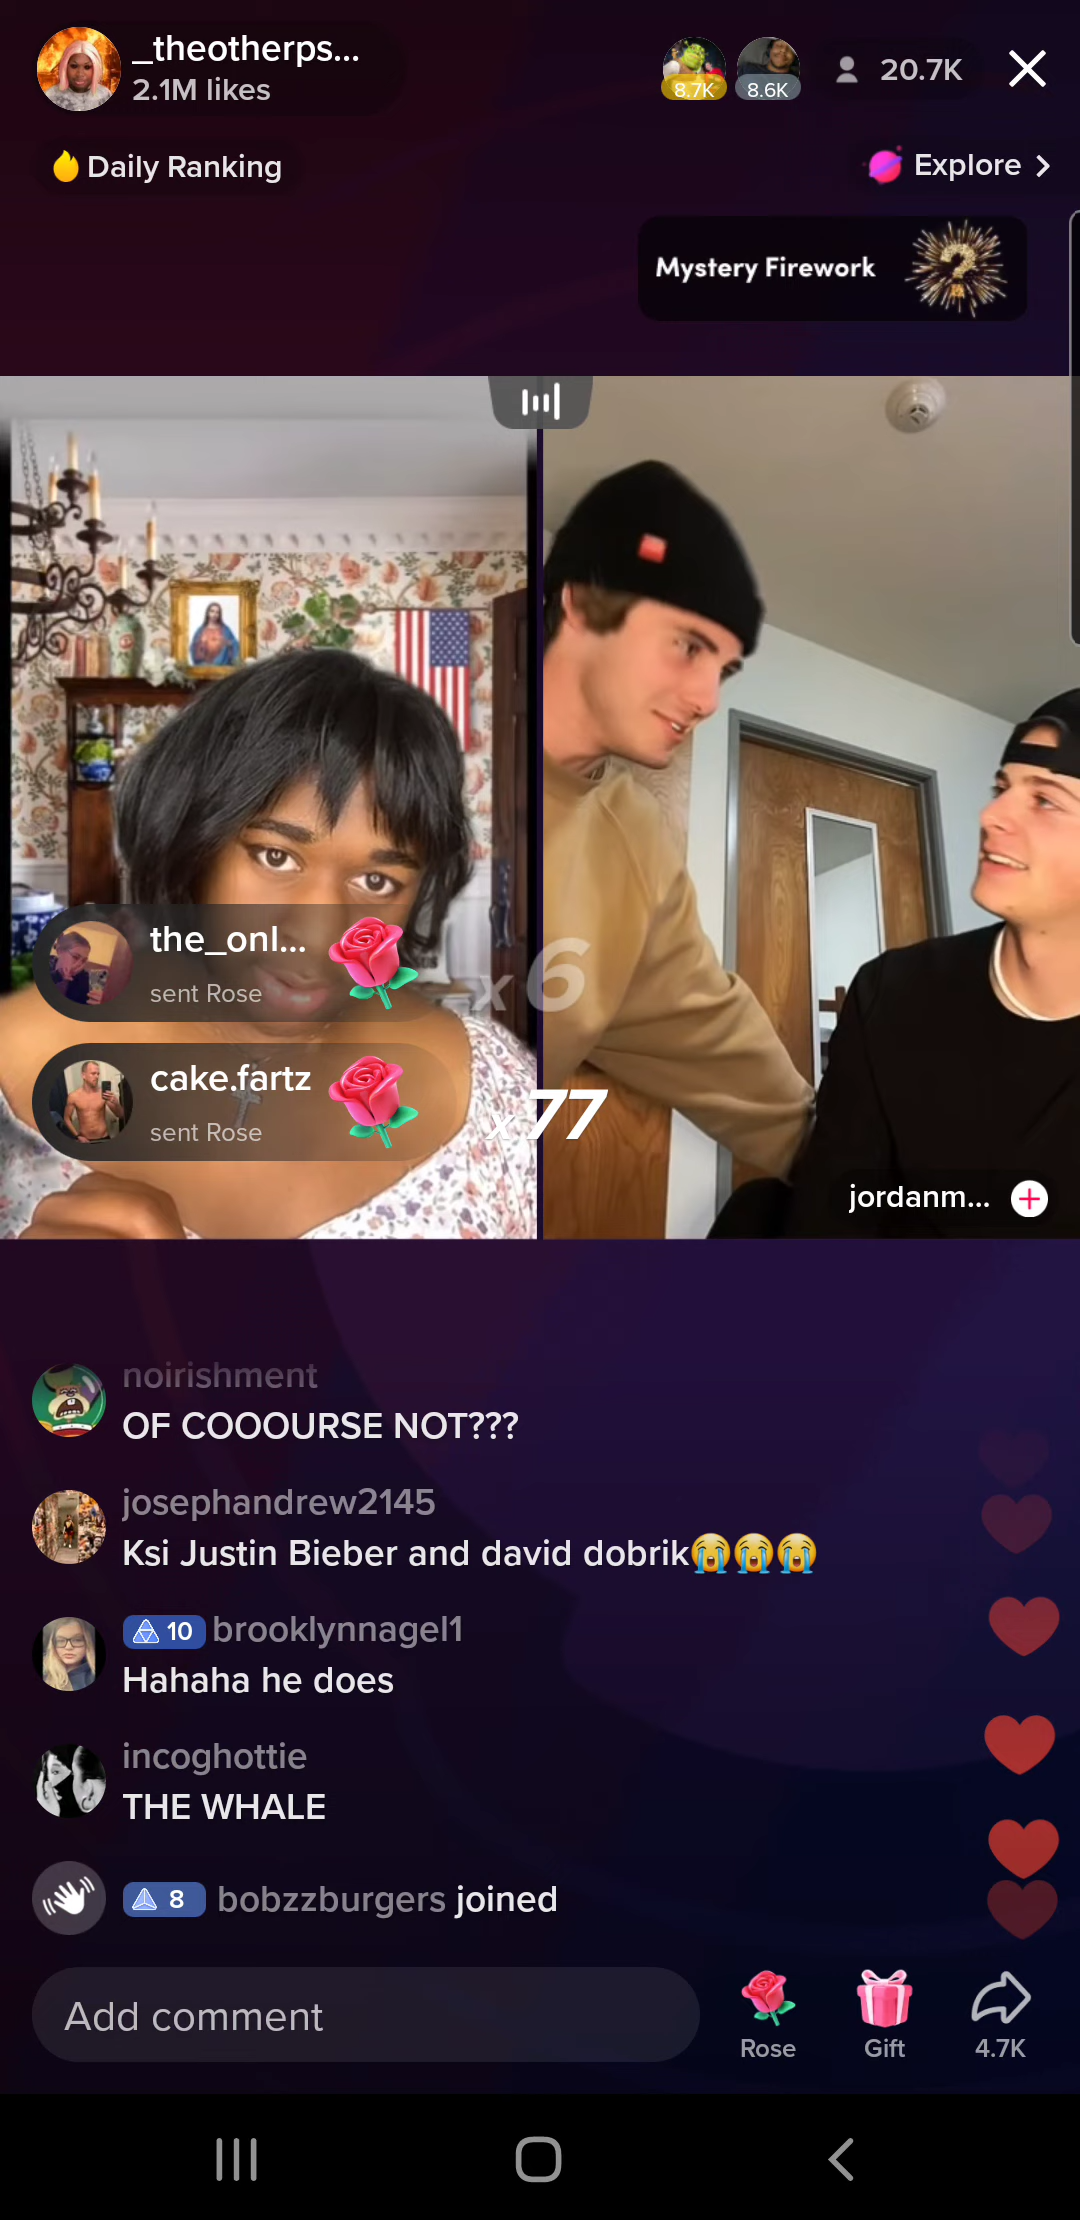 _theotherps...
2.1M likes
8.7K
8.6K
20.7K
Daily Ranking
Explore
Mystery Firework
?
the_onl...
sent Rose
x6
cake.fartz
sent Rose
x77
jordanm...
noirishment
OF COOOURSE NOT???
josephandrew2145
Ksi Justin Bieber and david dobrik😭😭😭
10 brooklynnagel1
Hahaha he does
incoghottie
THE WHALE
8 bobzzburgers joined
Add comment
Rose
Gift
4.7K